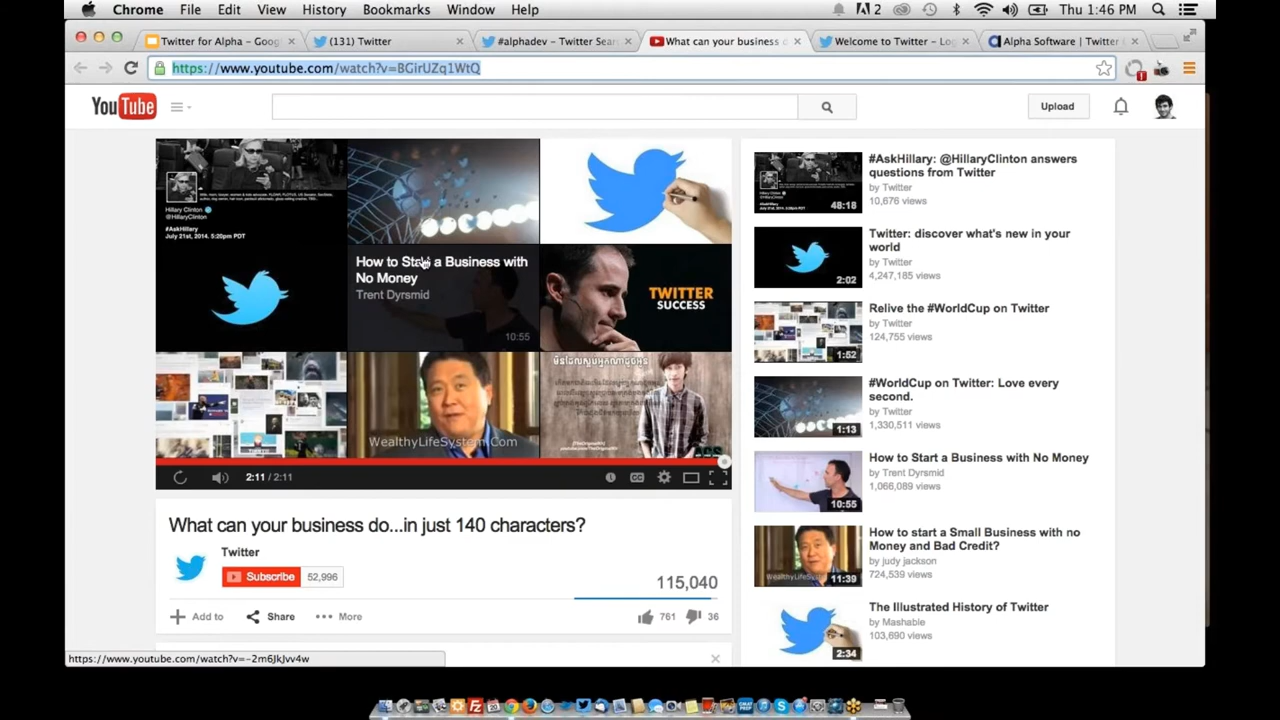 Chrome File Edit View History Bookmarks Window Help
2 Thu 1:46 PM
Twitter for Alpha – Goog
(131) Twitter
#alphadev – Twitter Sear
What can your business d
Welcome to Twitter – Log
Alpha Software | Twitter
https://www.youtube.com/watch?v=BGirUZq1WtQ
YouTube
Upload
Hillary Clinton
@HillaryClinton
#AskHillary
July 21st, 2014. 5:20pm PDT
How to Start a Business with
No Money
Trent Dyrsmid
10:55
TWITTER
SUCCESS
WealthyLifeSystem.Com
2:11 / 2:11
CC
What can your business do...in just 140 characters?
Twitter
Subscribe 52,996
115,040
Add to Share More 761 36
https://www.youtube.com/watch?v=-2m6JkJvv4w
#AskHillary: @HillaryClinton answers
questions from Twitter
by Twitter
10,676 views
48:18
Twitter: discover what's new in your
world
by Twitter
4,247,185 views
2:02
Relive the #WorldCup on Twitter
by Twitter
124,755 views
1:52
#WorldCup on Twitter: Love every
second.
by Twitter
1,330,511 views
1:13
How to Start a Business with No Money
by Trent Dyrsmid
1,066,089 views
10:55
How to start a Small Business with no
Money and Bad Credit?
by judy jackson
724,539 views
11:39
The Illustrated History of Twitter
by Mashable
103,690 views
2:34